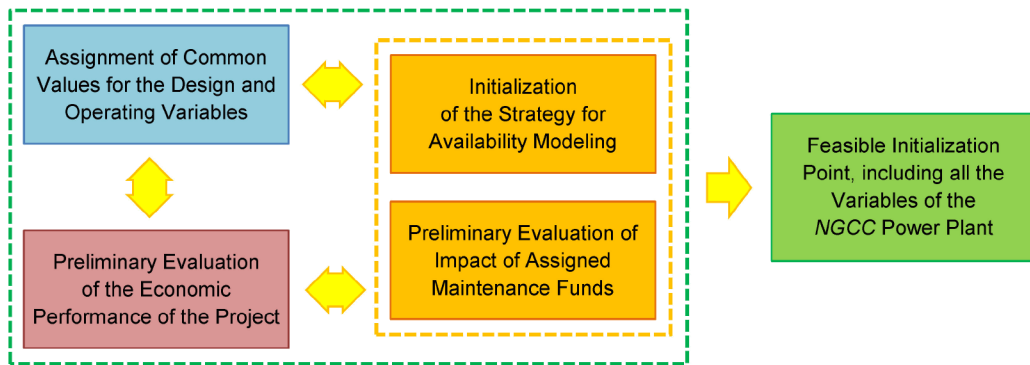 Assignment of Common
Values for the Design and
Operating Variables
Initialization
of the Strategy for
Availability Modeling
Preliminary Evaluation
of the Economic
Performance of the Project
Preliminary Evaluation of
Impact of Assigned
Maintenance Funds
Feasible Initialization
Point, including all the
Variables of the
NGCC Power Plant